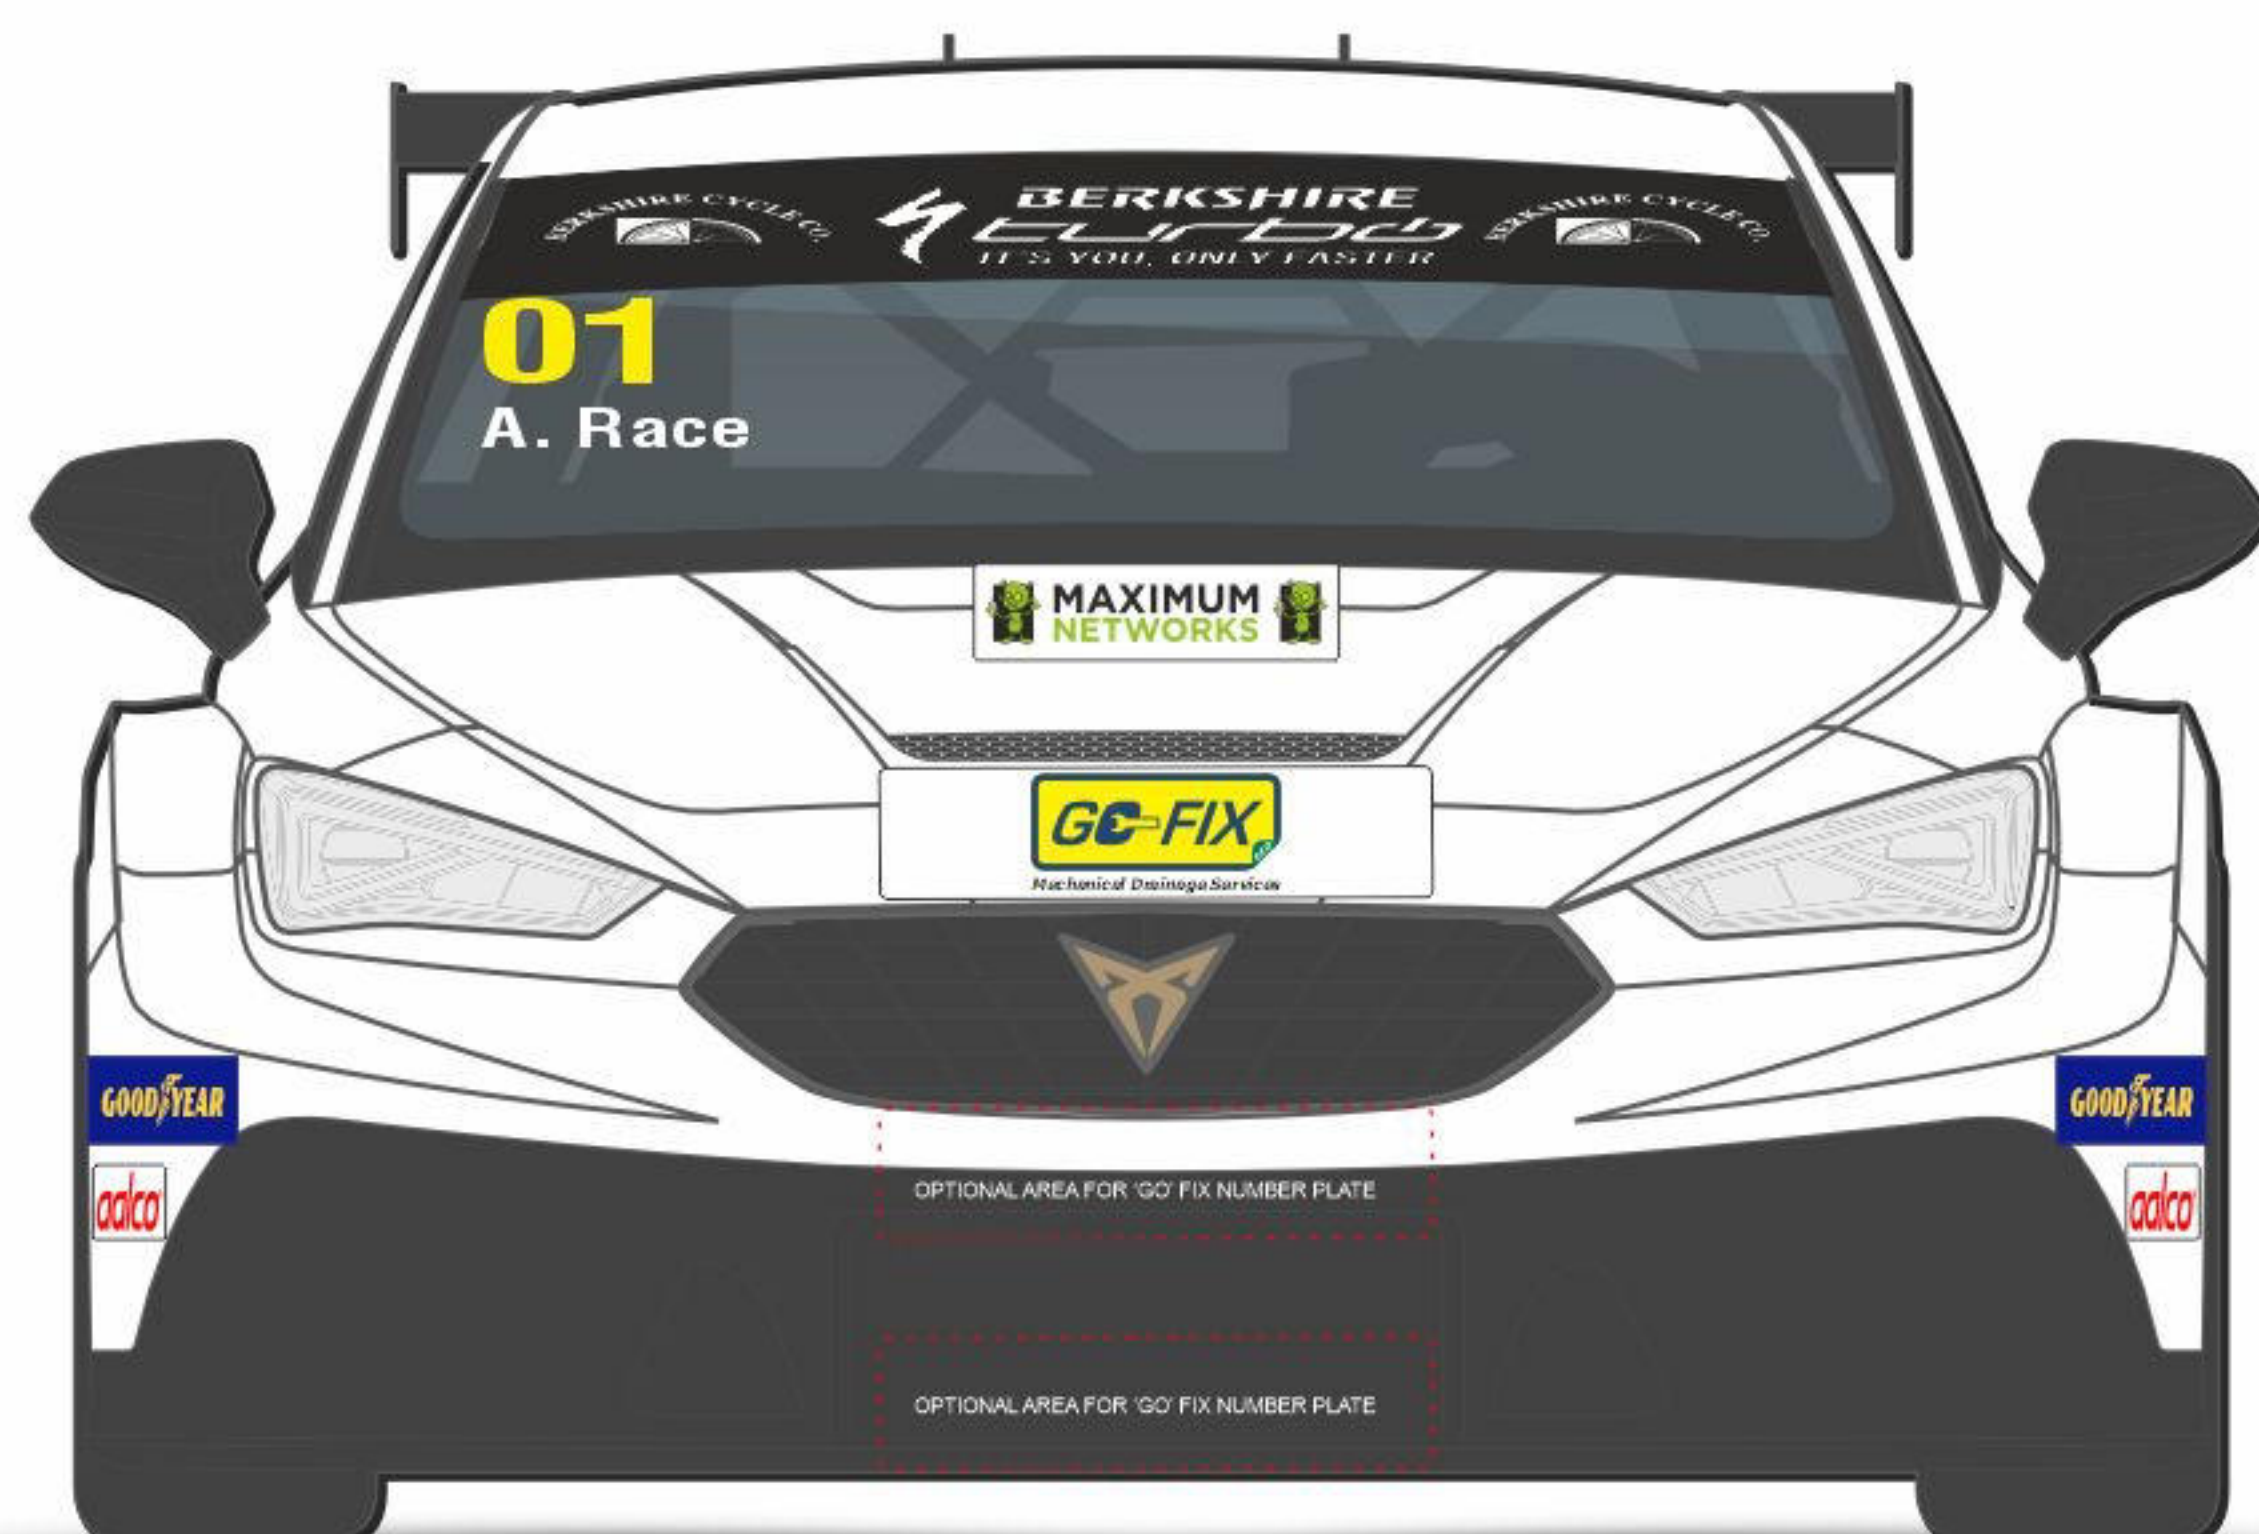 BERKSHIRE CYCLE CO.
BERKSHIRE
turbo
IT'S YOU, ONLY FASTER
BERKSHIRE CYCLE CO.
01
A. Race
MAXIMUM
NETWORKS
GO-FIX
Mechanical Drainage Services
GOODYEAR
GOODYEAR
aalco
aalco
OPTIONAL AREA FOR 'GO' FIX NUMBER PLATE
OPTIONAL AREA FOR 'GO' FIX NUMBER PLATE